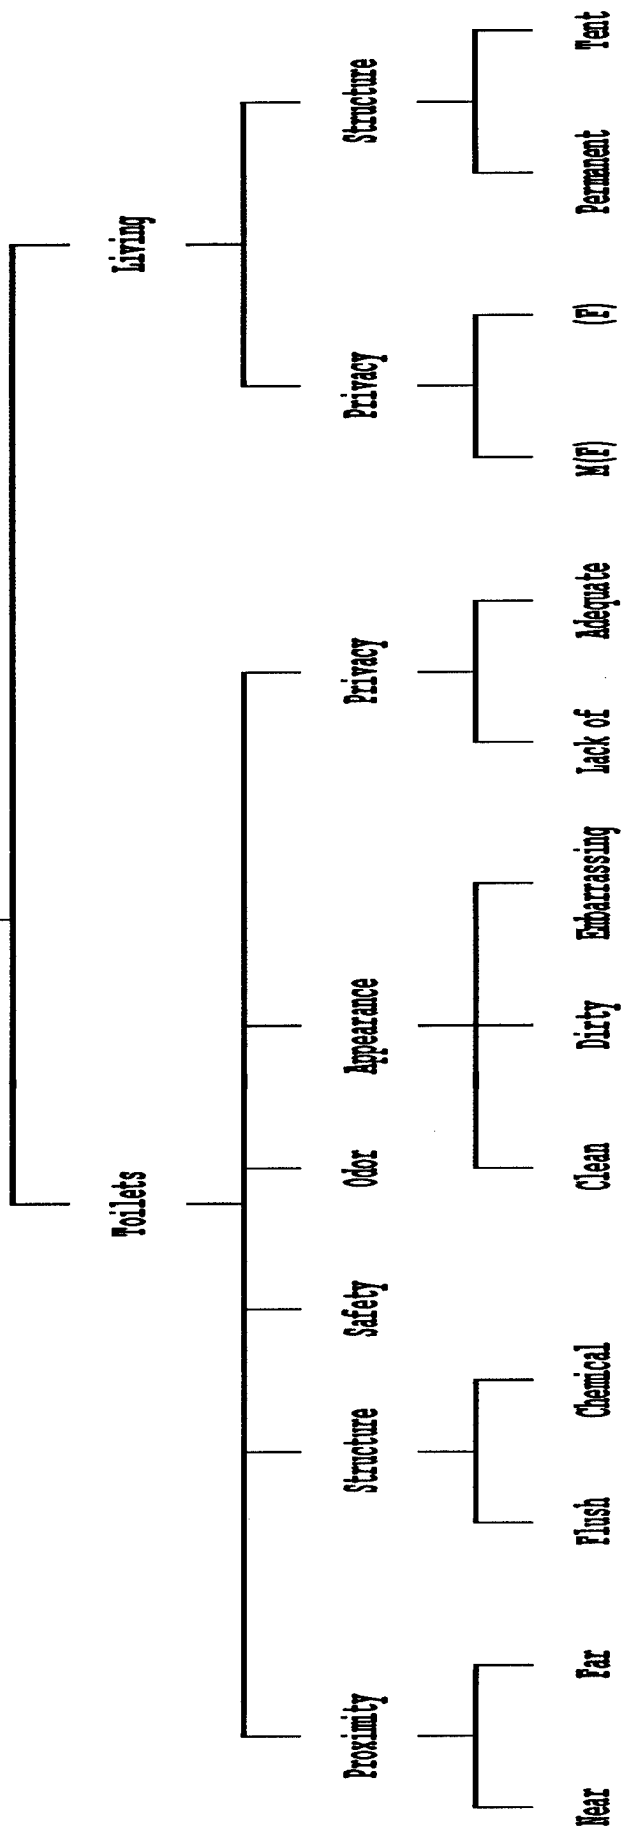 Toilets
Living
Proximity
Structure
Safety
Odor
Appearance
Privacy
Privacy
Structure
Near
Far
Flush
Chemical
Clean
Dirty
Embarrassing
Lack of
Adequate
M(F)
(F)
Permanent
Tent